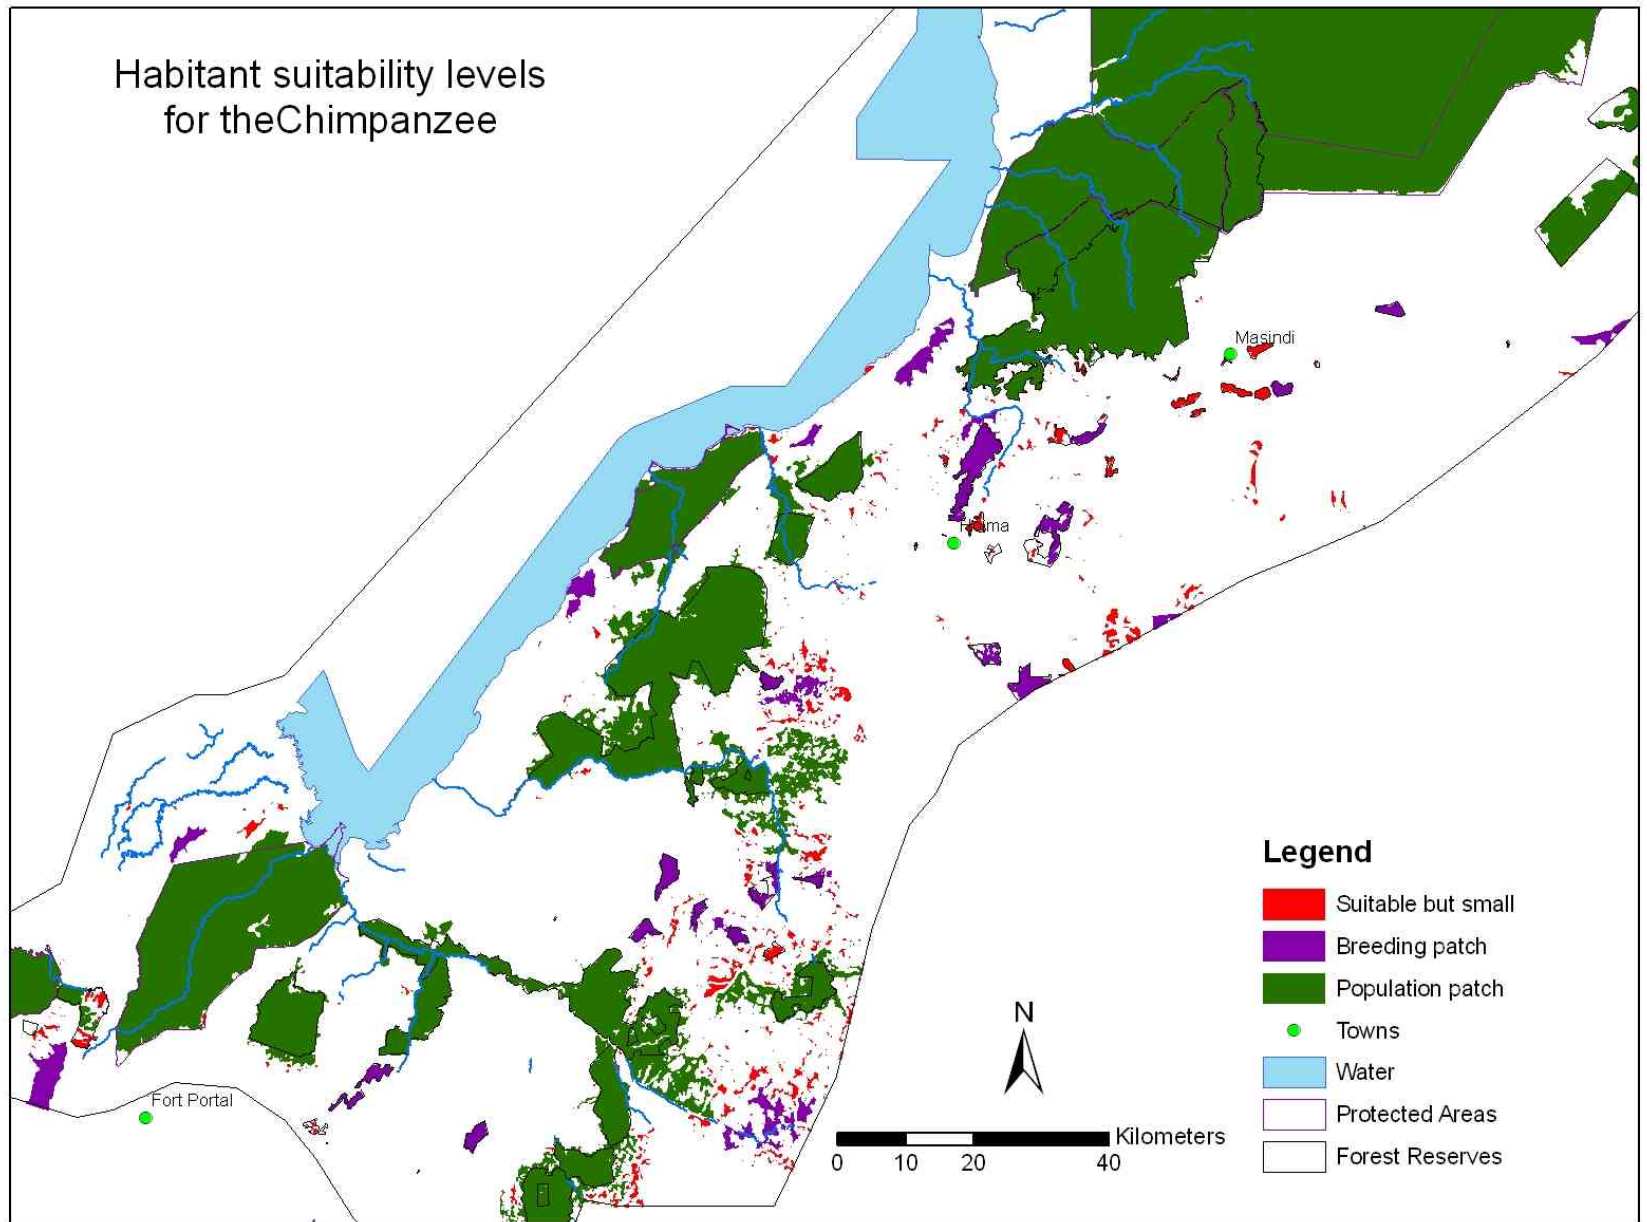 Habitant suitability levels
for theChimpanzee
Masindi
Fort Portal
N
Kilometers
0 10 20 40
Legend
Suitable but small
Breeding patch
Population patch
Towns
Water
Protected Areas
Forest Reserves